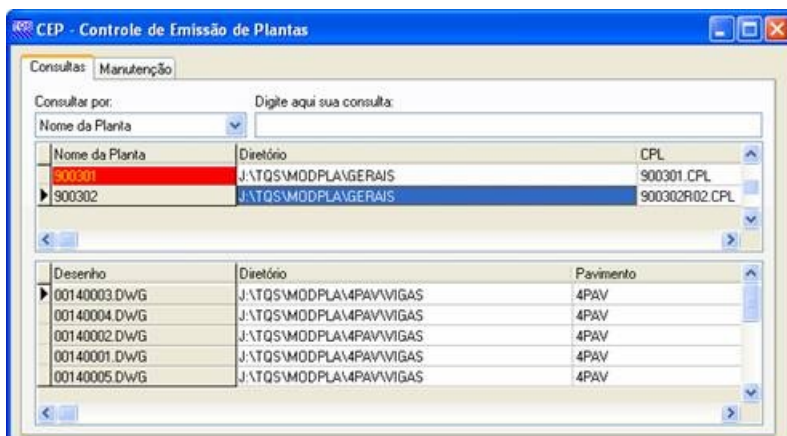 TQS CEP - Controle de Emissão de Plantas
Consultas Manutenção
Consultar por: Digite aqui sua consulta:
Nome da Planta
Nome da Planta Diretório CPL
900301 J:\TQS\MODPLA\GERAIS 900301.CPL
900302 J:\TQS\MODPLA\GERAIS 900302R02.CPL
Desenho Diretório Pavimento
00140003.DWG J:\TQS\MODPLA\4PAV\VIGAS 4PAV
00140004.DWG J:\TQS\MODPLA\4PAV\VIGAS 4PAV
00140002.DWG J:\TQS\MODPLA\4PAV\VIGAS 4PAV
00140001.DWG J:\TQS\MODPLA\4PAV\VIGAS 4PAV
00140005.DWG J:\TQS\MODPLA\4PAV\VIGAS 4PAV